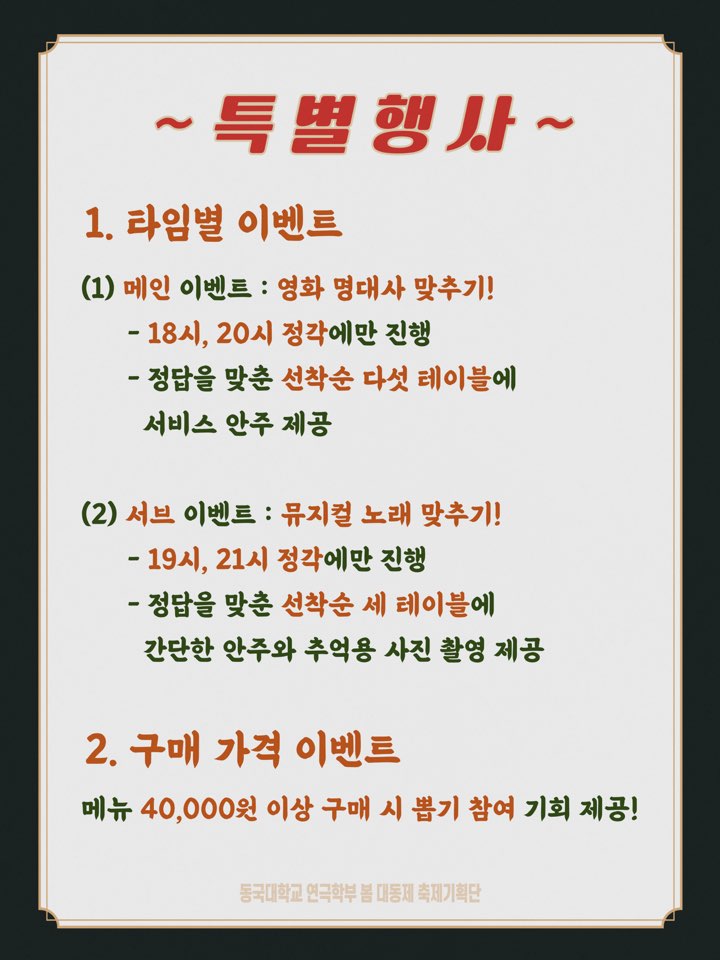 ~ 특별행사 ~
1. 타임별 이벤트
(1) 메인 이벤트 : 영화 명대사 맞추기!
- 18시, 20시 정각에만 진행
- 정답을 맞춘 선착순 다섯 테이블에
서비스 안주 제공
(2) 서브 이벤트 : 뮤지컬 노래 맞추기!
- 19시, 21시 정각에만 진행
- 정답을 맞춘 선착순 세 테이블에
간단한 안주와 추억용 사진 촬영 제공
2. 구매 가격 이벤트
메뉴 40,000원 이상 구매 시 뽑기 참여 기회 제공!
동국대학교 연극학부 봄 대동제 축제기획단